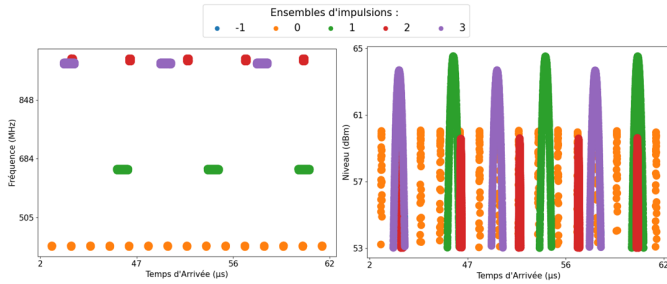 Ensembles d'impulsions :
-1 0 1 2 3
Fréquence (MHz)
848
684
505
2 47 56 62
Temps d'Arrivée (µs)
Niveau (dBm)
65
61
57
53
2 47 56 62
Temps d'Arrivée (µs)